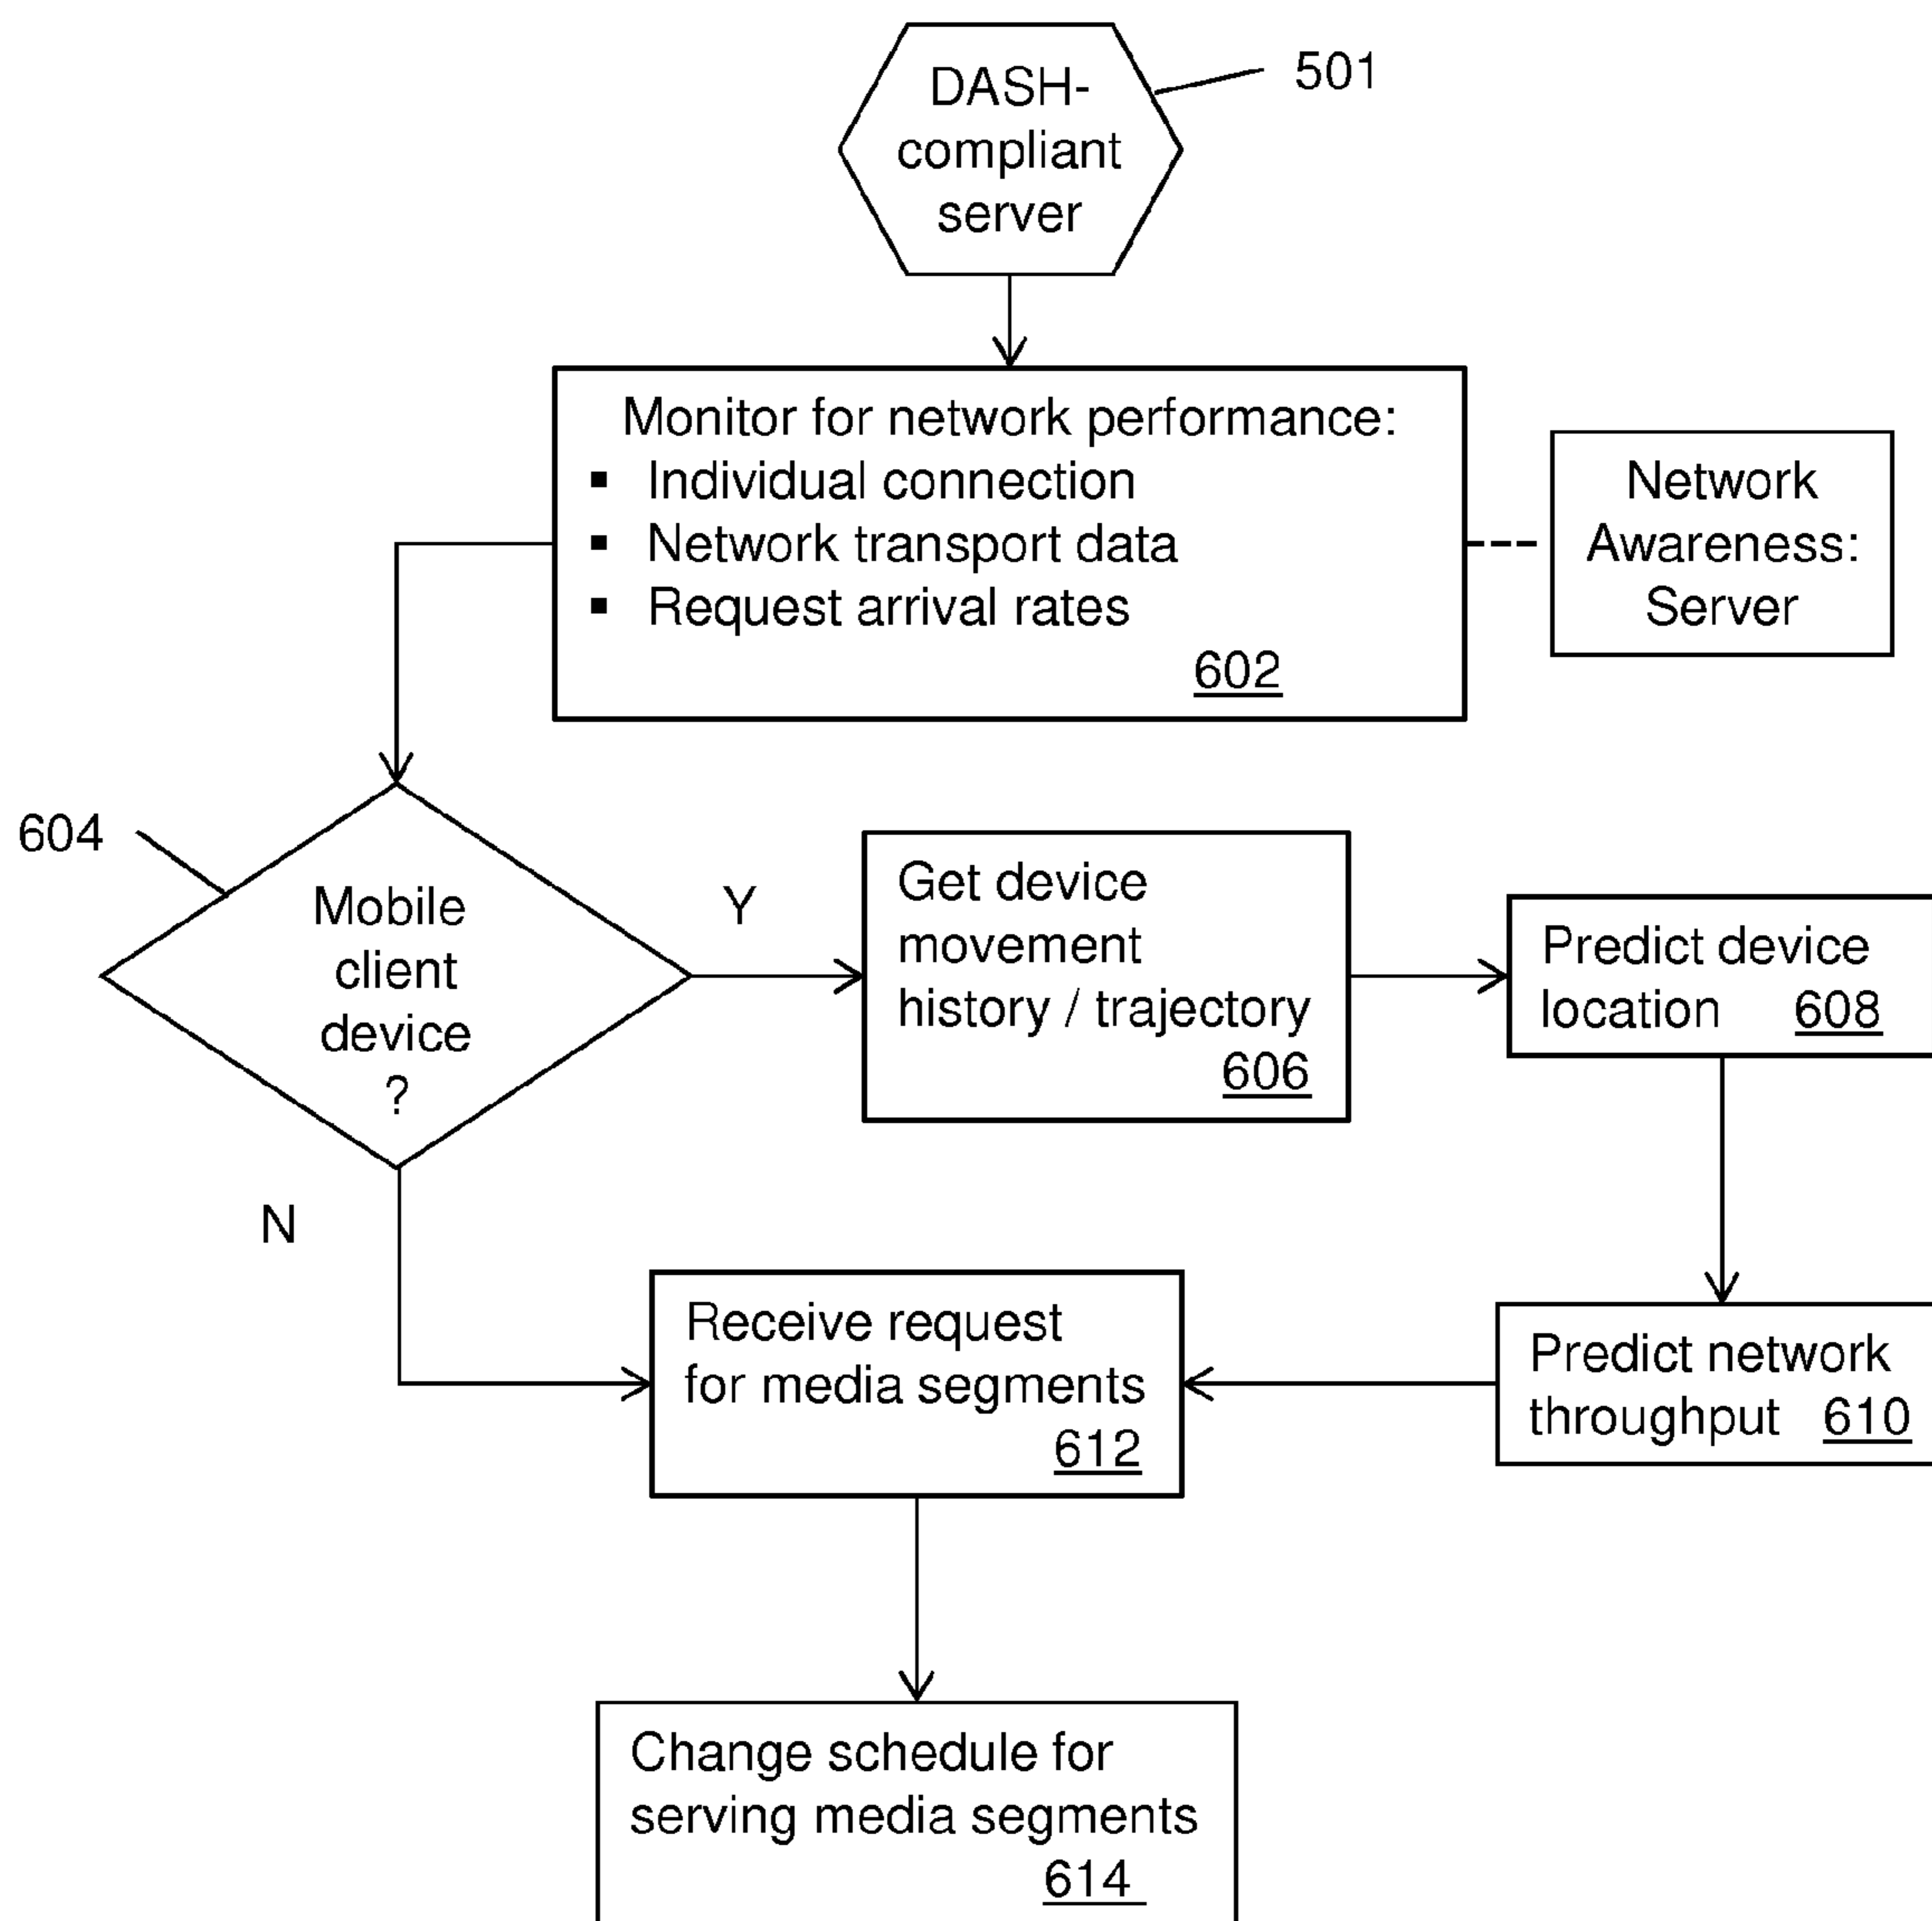 DASH-
compliant
server
501
Monitor for network performance:
▪ Individual connection
▪ Network transport data
▪ Request arrival rates
602
Network
Awareness:
Server
604
Mobile
client
device
?
Y
N
Get device
movement
history / trajectory
606
Predict device
location 608
Predict network
throughput 610
Receive request
for media segments
612
Change schedule for
serving media segments
614